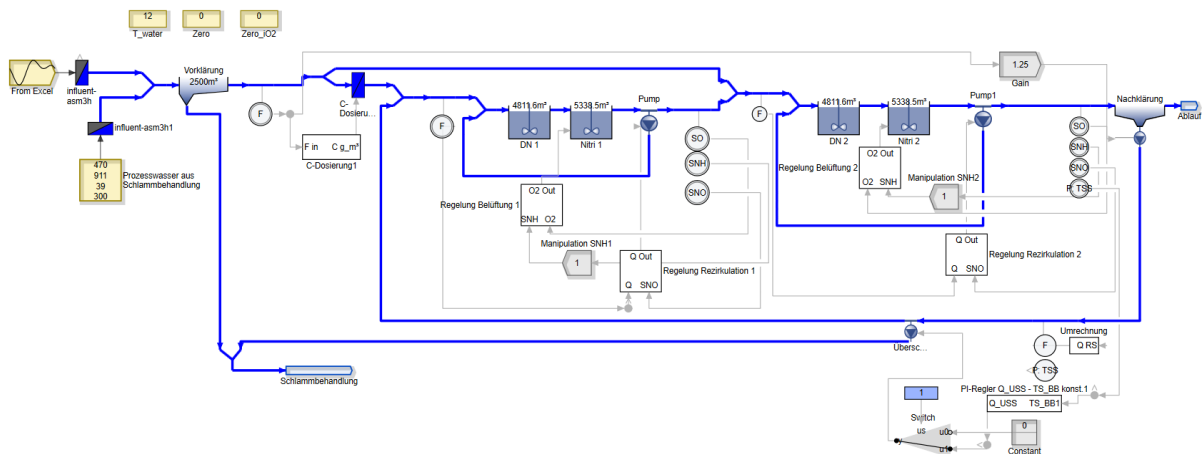 12
T_water
0
Zero
0
Zero_iO2
From Excel
influent-
asm3h
Vorklärung
2500m³
influent-asm3h1
470
911
39
300
Prozesswasser aus
Schlammbehandlung
F
F in
C g_m³
C-Dosierung1
C-
Dosieru...
F
4811.6m³
DN 1
5338.5m³
Nitri 1
Pump
SO
SNH
SNO
O2 Out
SNH
O2
Regelung Belüftung 1
Manipulation SNH1
1
Q Out
Q
SNO
Regelung Rezirkulation 1
F
4811.6m³
DN 2
5338.5m³
Nitri 2
Pump1
1.25
Gain
O2 Out
O2
SNH
Regelung Belüftung 2
Manipulation SNH2
1
Q Out
Q
SNO
Regelung Rezirkulation 2
SO
SNH
SNO
P: TSS
Nachklärung
Ablauf
Schlammbehandlung
Übersc...
F
Umrechnung
Q RS
P: TSS
PI-Regler Q_USS - TS_BB konst.1
Q_USS
TS_BB1
1
Switch
us
u0
y
u1
0
Constant